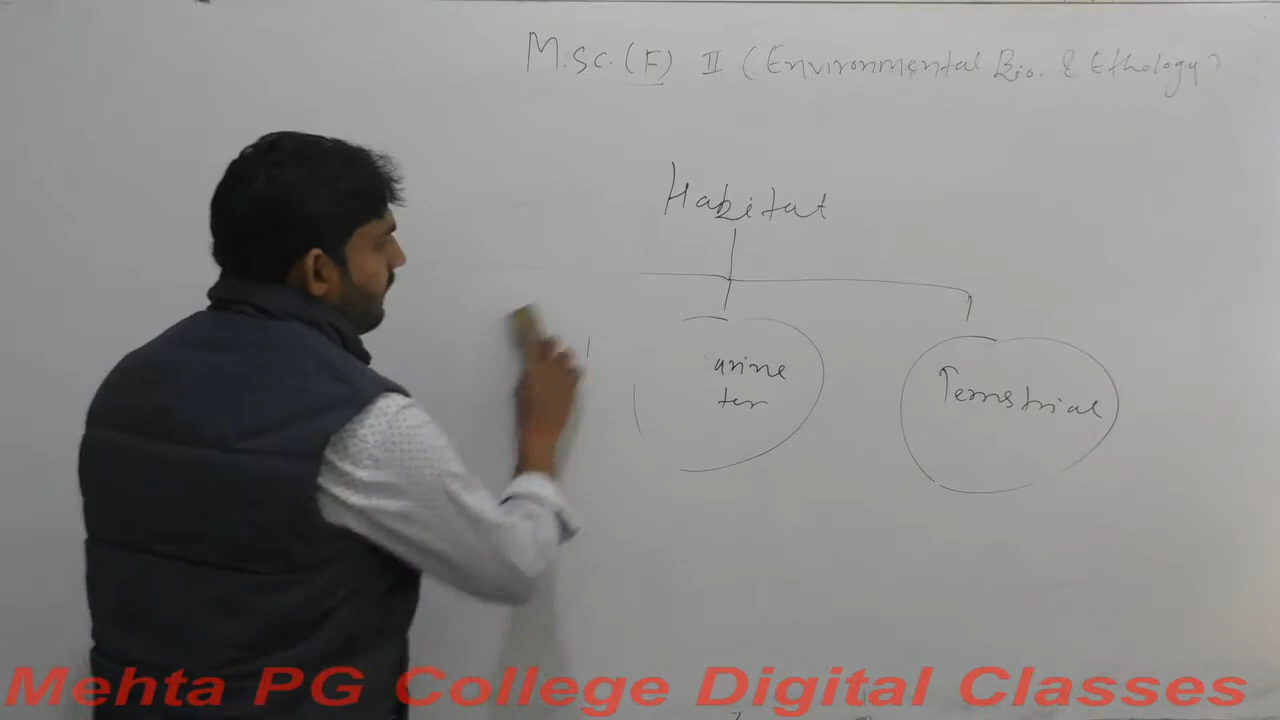 M.Sc. (F) II (Environmental Bio. & Ethology)
Habitat
arine
ter
Terrestrial
Mehta PG College Digital Classes